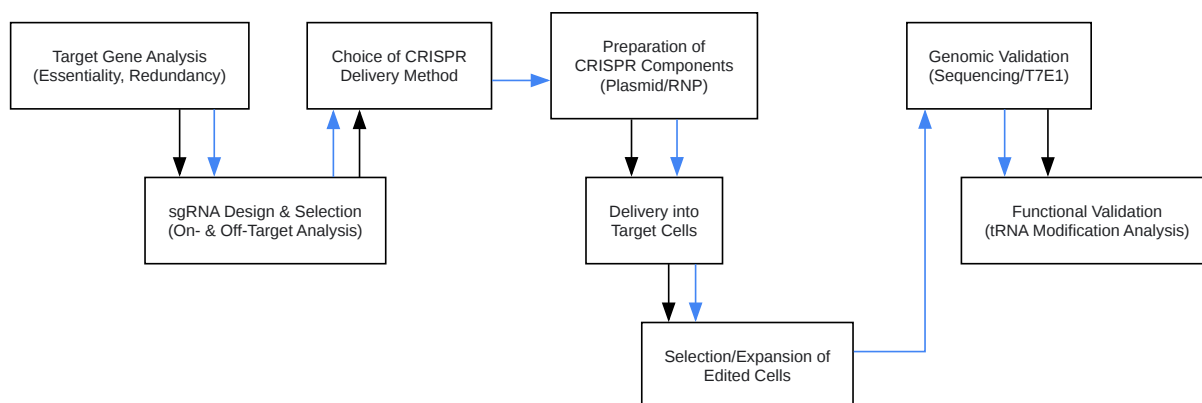 Target Gene Analysis
(Essentiality, Redundancy)
sgRNA Design & Selection
(On- & Off-Target Analysis)
Choice of CRISPR
Delivery Method
Preparation of
CRISPR Components
(Plasmid/RNP)
Delivery into
Target Cells
Selection/Expansion of
Edited Cells
Genomic Validation
(Sequencing/T7E1)
Functional Validation
(tRNA Modification Analysis)